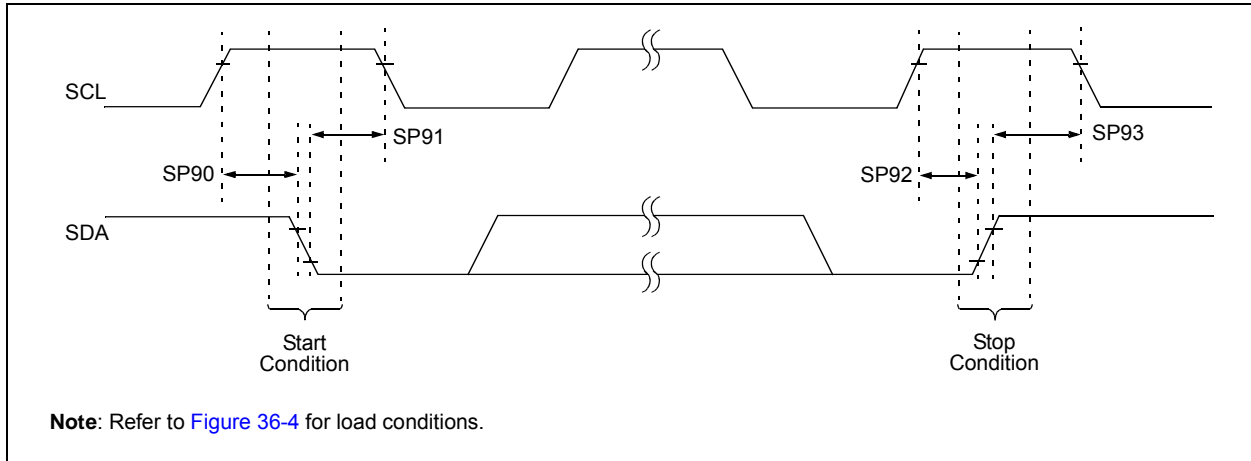 SCL
SP91
SP93
SP90
SP92
SDA
Start
Condition
Stop
Condition
Note: Refer to Figure 36-4 for load conditions.